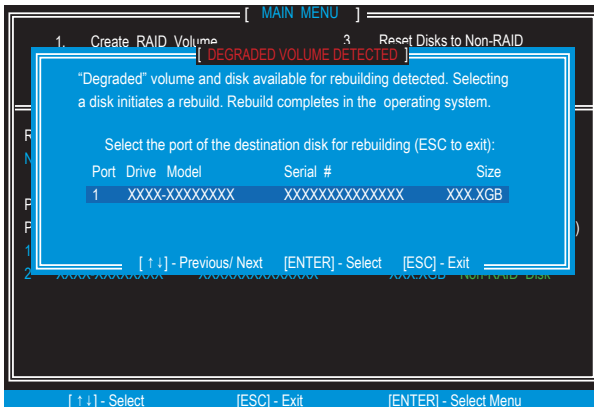 [ MAIN MENU ]
1. Create RAID Volume 3. Reset Disks to Non-RAID
[ DEGRADED VOLUME DETECTED ]
“Degraded” volume and disk available for rebuilding detected. Selecting
a disk initiates a rebuild. Rebuild completes in the operating system.
Select the port of the destination disk for rebuilding (ESC to exit):
Port Drive Model Serial # Size
1 XXXX-XXXXXXXX XXXXXXXXXXXXXX XXX.XGB
[ ↑↓] - Previous/ Next [ENTER] - Select [ESC] - Exit
[ ↑↓] - Select [ESC] - Exit [ENTER] - Select Menu